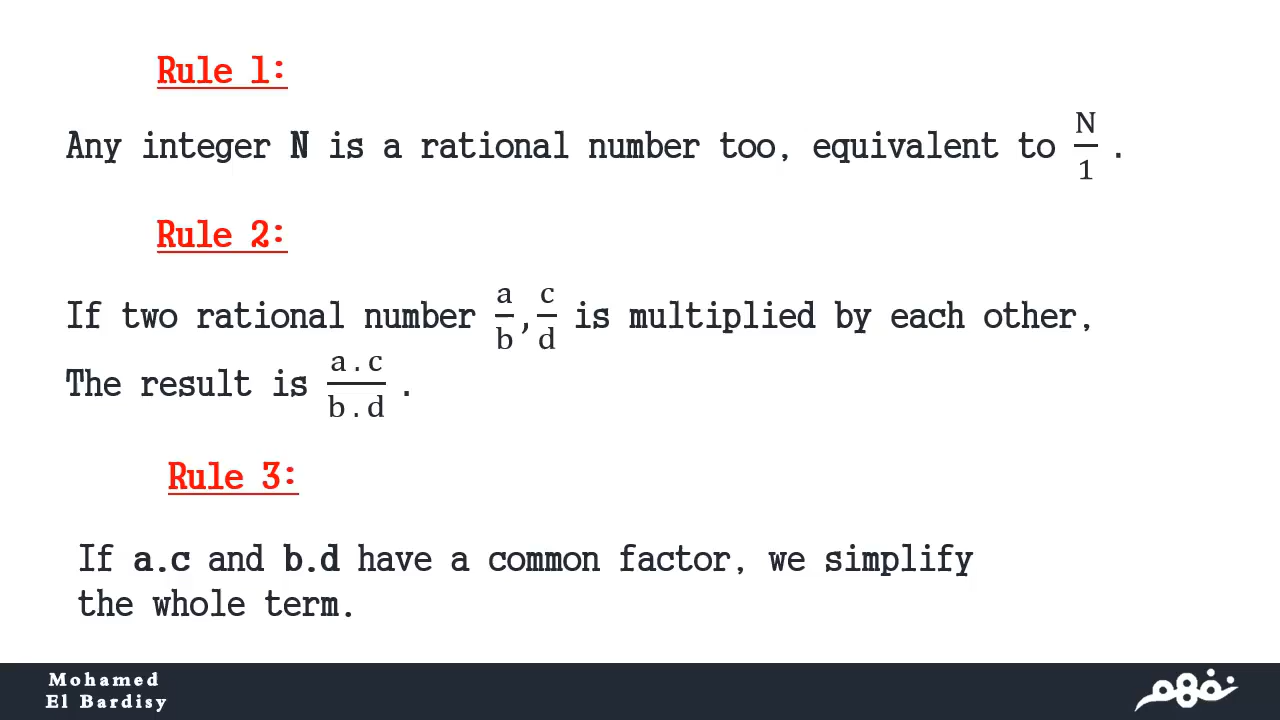 Rule 1:
Any integer N is a rational number too, equivalent to N/1 .
Rule 2:
If two rational number a/b , c/d is multiplied by each other,
The result is a . c / b . d .
Rule 3:
If a.c and b.d have a common factor, we simplify
the whole term.
Mohamed
El Bardisy
نفهم